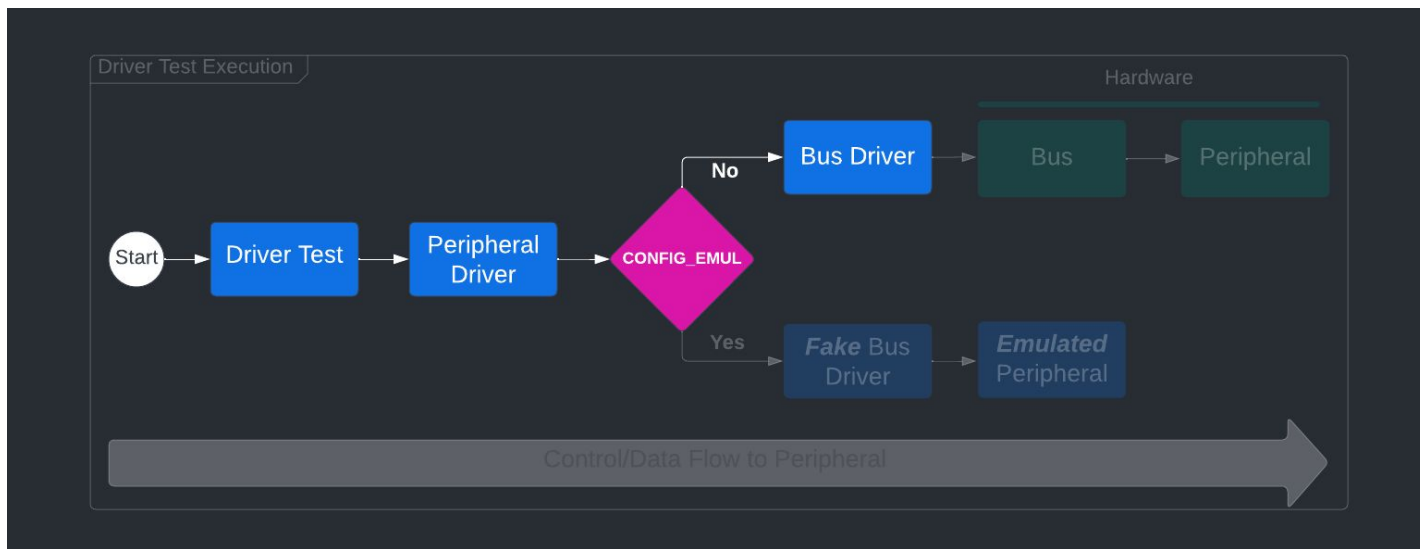 Driver Test Execution
Hardware
Bus Driver
Bus
Peripheral
No
Start
Driver Test
Peripheral
Driver
CONFIG_EMUL
Yes
Fake Bus
Driver
Emulated
Peripheral
Control/Data Flow to Peripheral